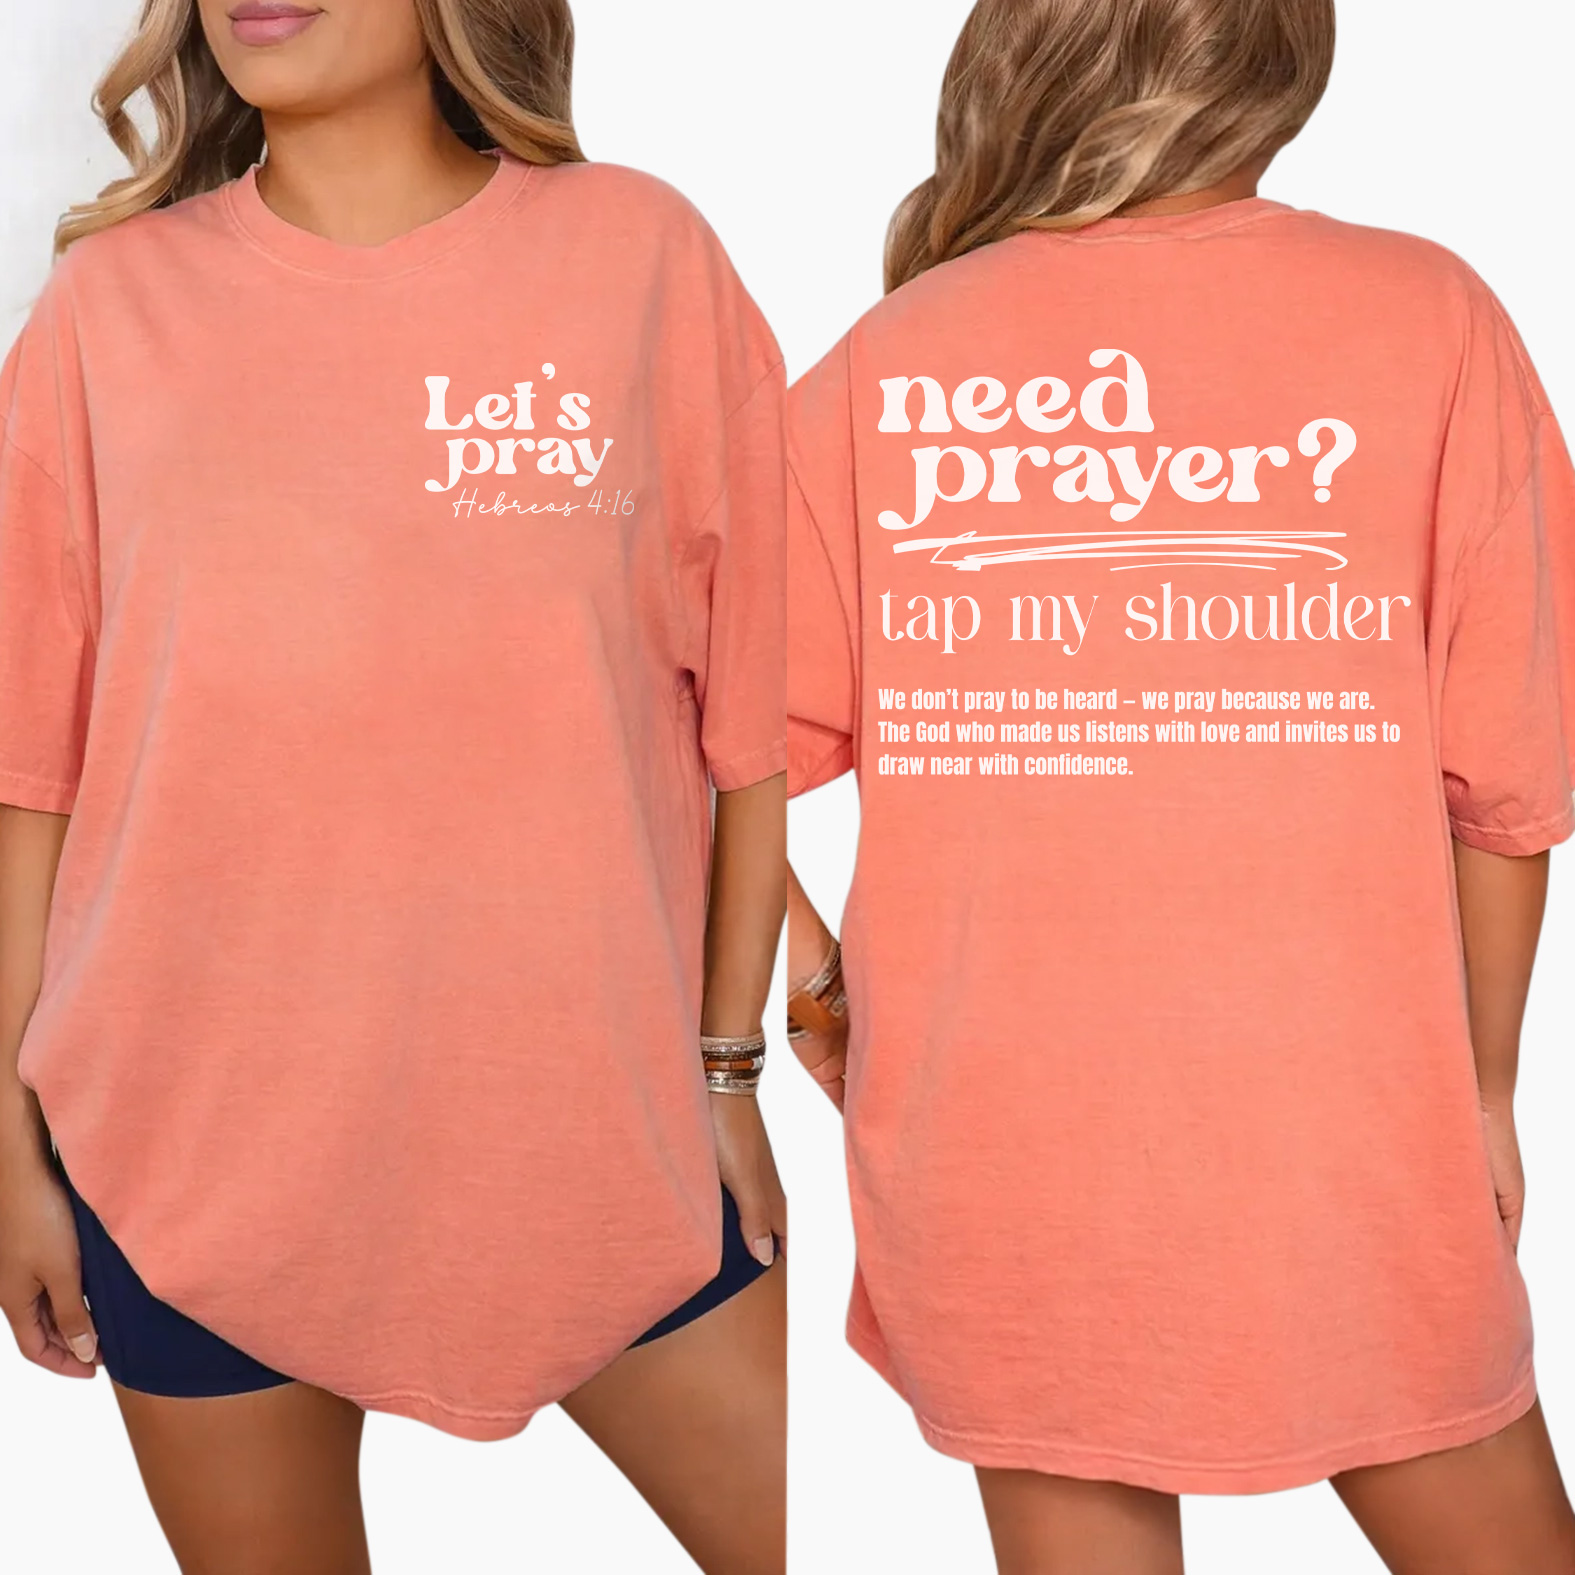 Let's
pray
Hebreos 4:16
need
prayer?
tap my shoulder
We don't pray to be heard – we pray because we are.
The God who made us listens with love and invites us to
draw near with confidence.